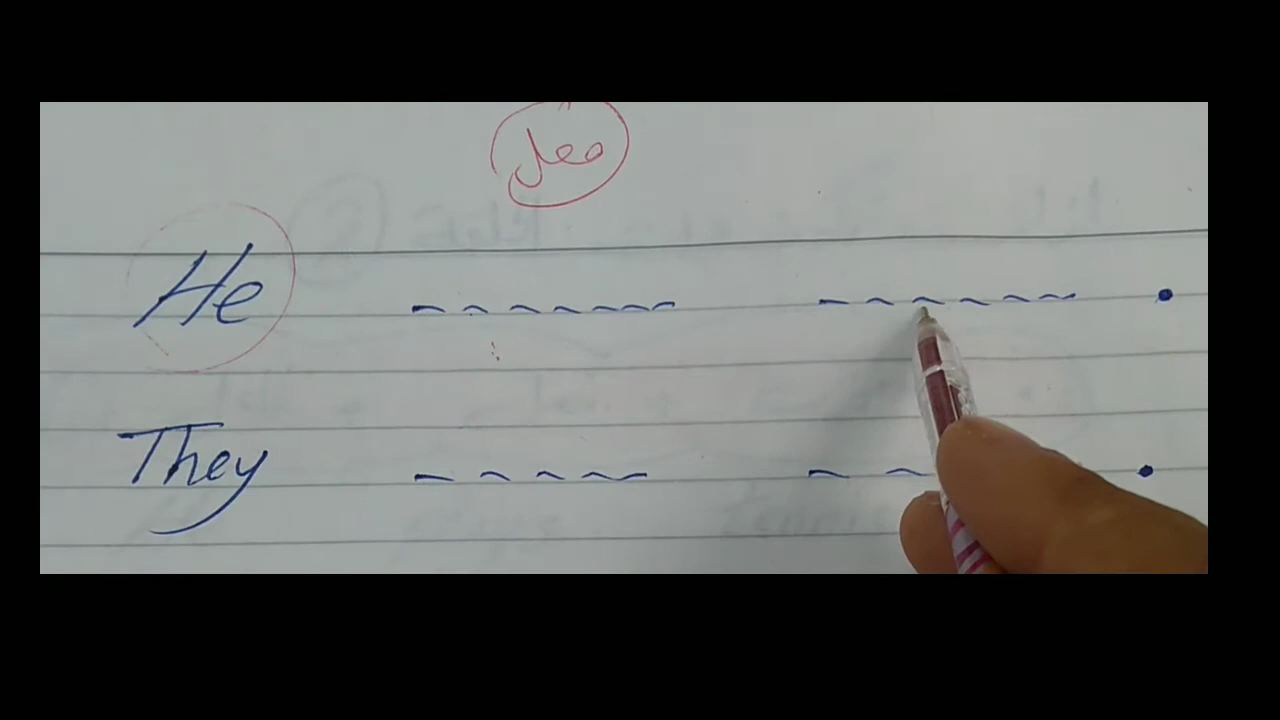 فعل
He ------ ------ .
They ---- -- .